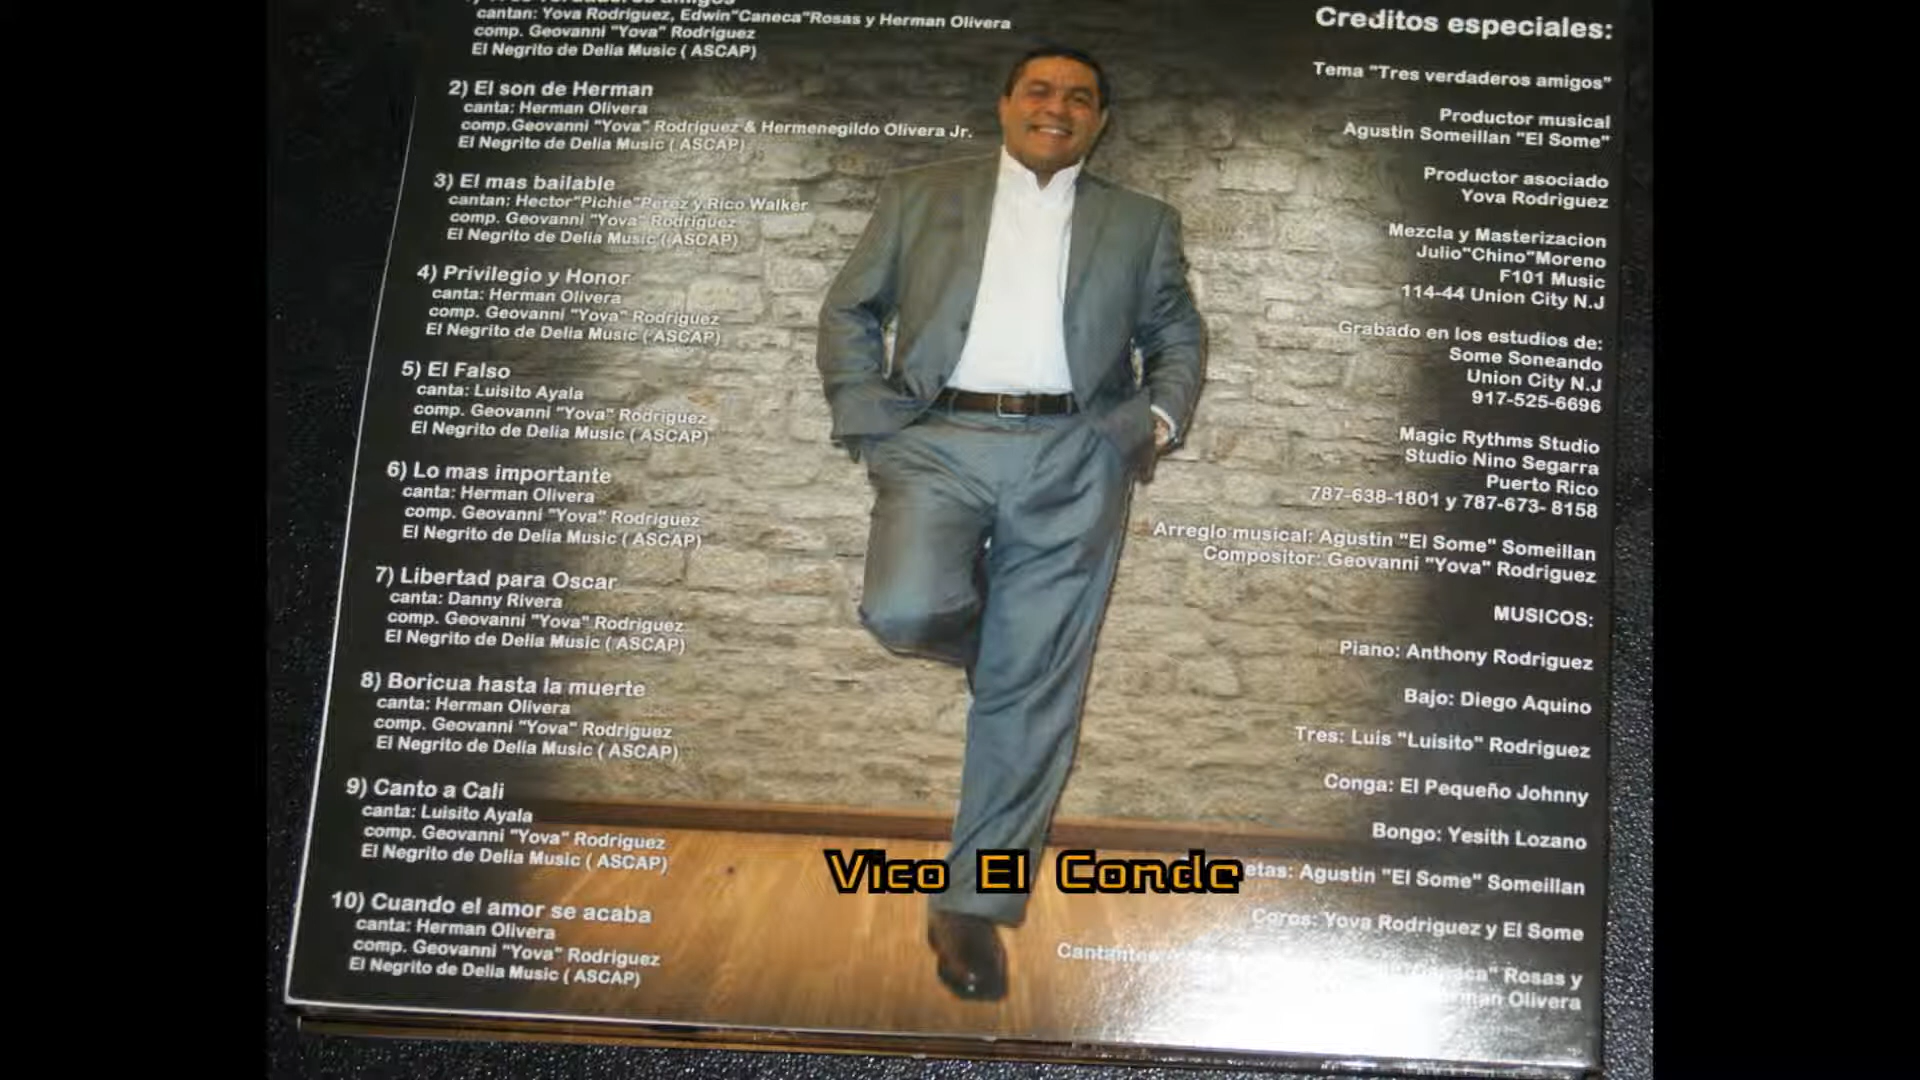 cantan: Yova Rodriguez, Edwin"Caneca"Rosas y Herman Olivera
comp. Geovanni "Yova" Rodriguez
El Negrito de Delia Music ( ASCAP)
2) El son de Herman
canta: Herman Olivera
comp.Geovanni "Yova" Rodriguez & Hermenegildo Olivera Jr.
El Negrito de Delia Music ( ASCAP)
3) El mas bailable
cantan: Hector"Pichie"Perez y Rico Walker
comp. Geovanni "Yova" Rodriguez
El Negrito de Delia Music ( ASCAP)
4) Privilegio y Honor
canta: Herman Olivera
comp. Geovanni "Yova" Rodriguez
El Negrito de Delia Music ( ASCAP)
5) El Falso
canta: Luisito Ayala
comp. Geovanni "Yova" Rodriguez
El Negrito de Delia Music ( ASCAP)
6) Lo mas importante
canta: Herman Olivera
comp. Geovanni "Yova" Rodriguez
El Negrito de Delia Music ( ASCAP)
7) Libertad para Oscar
canta: Danny Rivera
comp. Geovanni "Yova" Rodriguez
El Negrito de Delia Music ( ASCAP)
8) Boricua hasta la muerte
canta: Herman Olivera
comp. Geovanni "Yova" Rodriguez
El Negrito de Delia Music ( ASCAP)
9) Canto a Cali
canta: Luisito Ayala
comp. Geovanni "Yova" Rodriguez
El Negrito de Delia Music ( ASCAP)
10) Cuando el amor se acaba
canta: Herman Olivera
comp. Geovanni "Yova" Rodriguez
El Negrito de Delia Music ( ASCAP)
Creditos especiales:
Tema "Tres verdaderos amigos"
Productor musical
Agustin Someillan "El Some"
Productor asociado
Yova Rodriguez
Mezcla y Masterizacion
Julio"Chino"Moreno
F101 Music
114-44 Union City N.J
Grabado en los estudios de:
Some Soneando
Union City N.J
917-525-6696
Magic Rythms Studio
Studio Nino Segarra
Puerto Rico
787-638-1801 y 787-673- 8158
Arreglo musical: Agustin "El Some" Someillan
Compositor: Geovanni "Yova" Rodriguez
MUSICOS:
Piano: Anthony Rodriguez
Bajo: Diego Aquino
Tres: Luis "Luisito" Rodriguez
Conga: El Pequeño Johnny
Bongo: Yesith Lozano
etas: Agustin "El Some" Someillan
Coros: Yova Rodriguez y El Some
Rosas y
Olivera
Vico El Conde